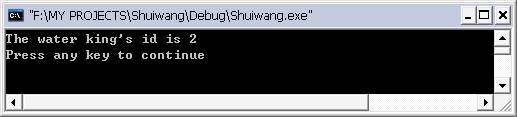 "F:\MY PROJECTS\Shuiwang\Debug\Shuiwang.exe"
The water king's id is 2
Press any key to continue